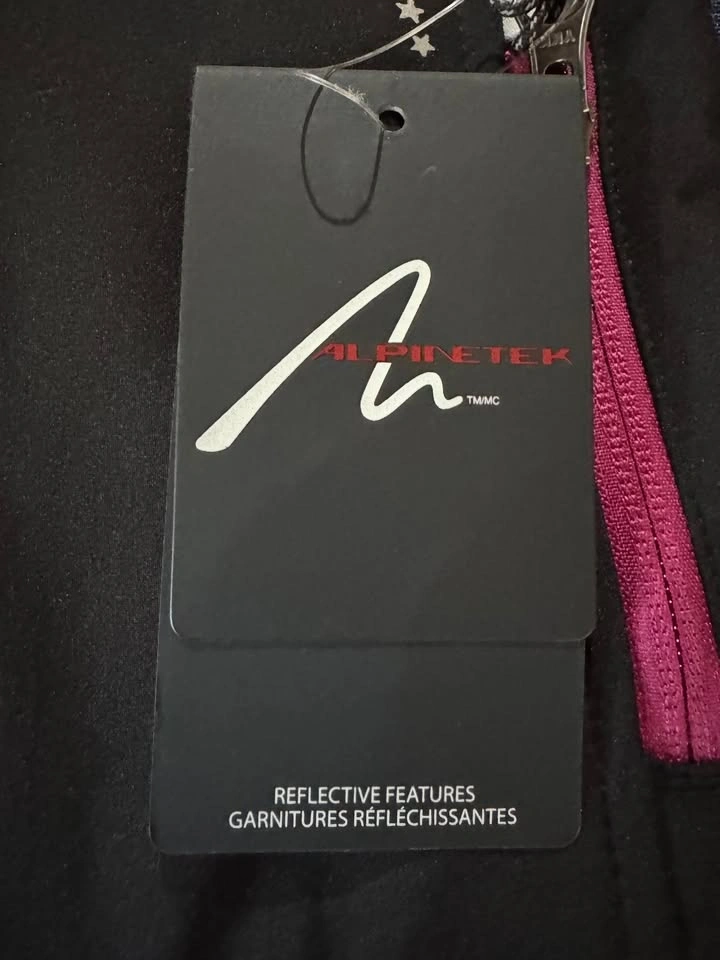 ALPINETEK
TM/MC
REFLECTIVE FEATURES
GARNITURES RÉFLÉCHISSANTES